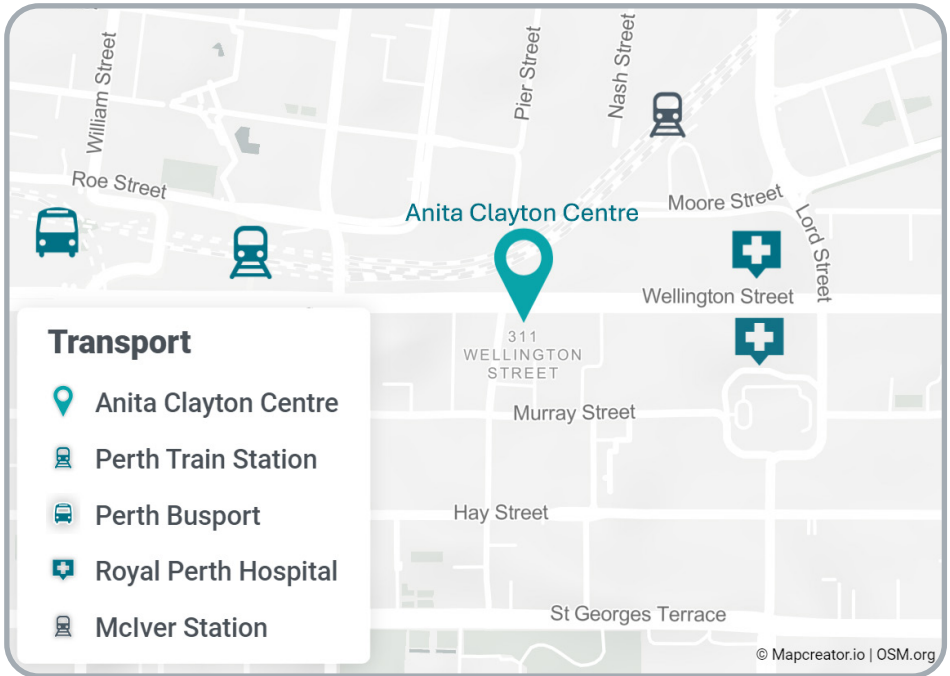 William Street
Pier Street
Nash Street
Roe Street
Moore Street
Anita Clayton Centre
Lord Street
Wellington Street
311
WELLINGTON
STREET
Murray Street
Hay Street
St Georges Terrace
Transport
Anita Clayton Centre
Perth Train Station
Perth Busport
Royal Perth Hospital
McIver Station
© Mapcreator.io | OSM.org